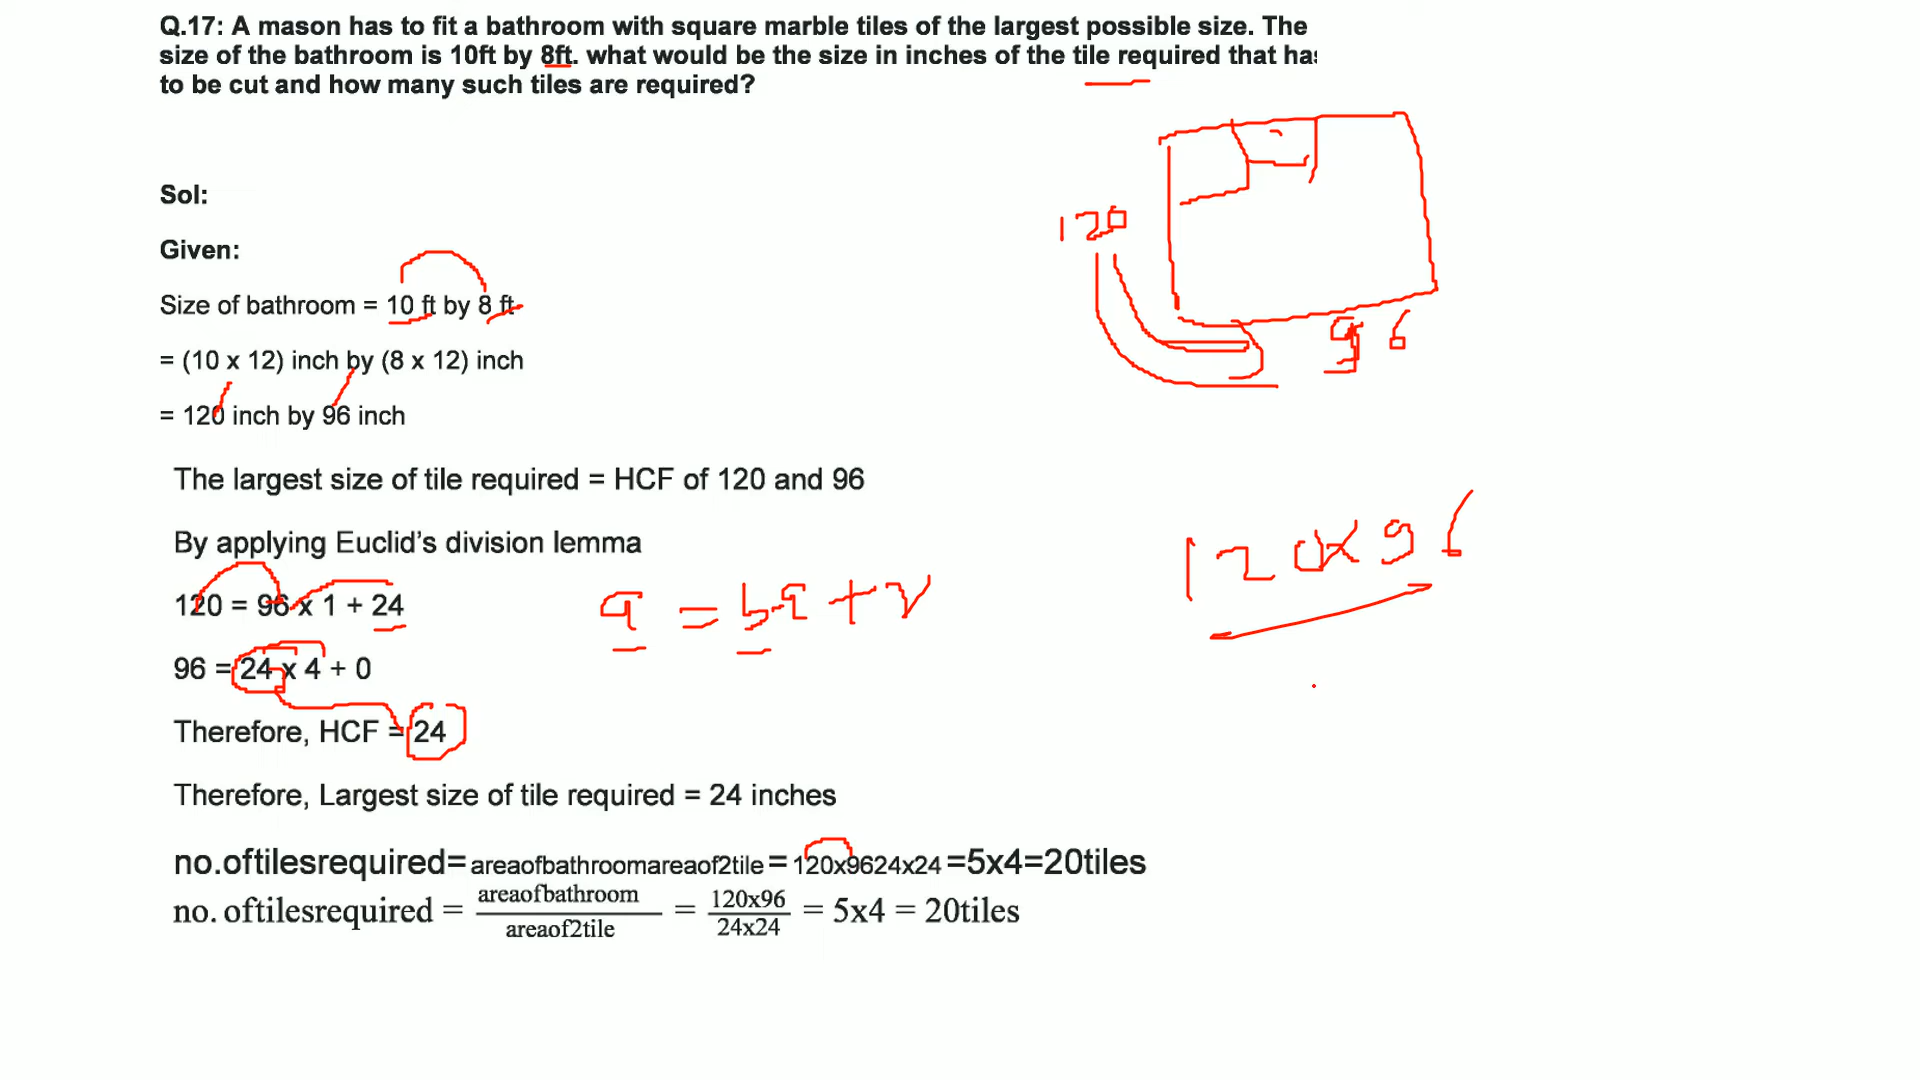 Q.17: A mason has to fit a bathroom with square marble tiles of the largest possible size. The
size of the bathroom is 10ft by 8ft. what would be the size in inches of the tile required that has
to be cut and how many such tiles are required?
Sol:
Given:
Size of bathroom = 10 ft by 8 ft
= (10 x 12) inch by (8 x 12) inch
= 120 inch by 96 inch
120
96
The largest size of tile required = HCF of 120 and 96
By applying Euclid’s division lemma
120 = 96 x 1 + 24
a = bq + r
120x96
96 = 24 x 4 + 0
Therefore, HCF = 24
Therefore, Largest size of tile required = 24 inches
no.oftilesrequired=areaofbathroomareaof2tile=120x9624x24=5x4=20tiles
no. oftilesrequired = areaofbathroom/areaof2tile = 120x96/24x24 = 5x4 = 20tiles